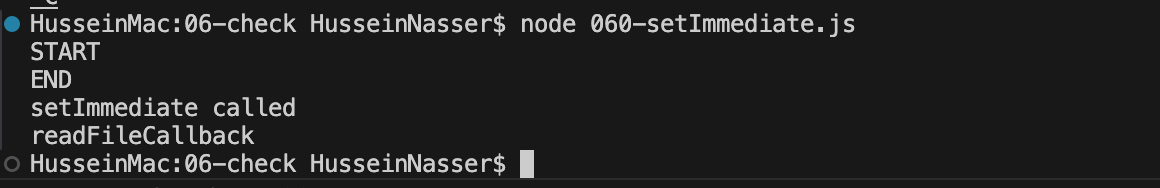 HusseinMac:06-check HusseinNasser$ node 060-setImmediate.js
START
END
setImmediate called
readFileCallback
HusseinMac:06-check HusseinNasser$